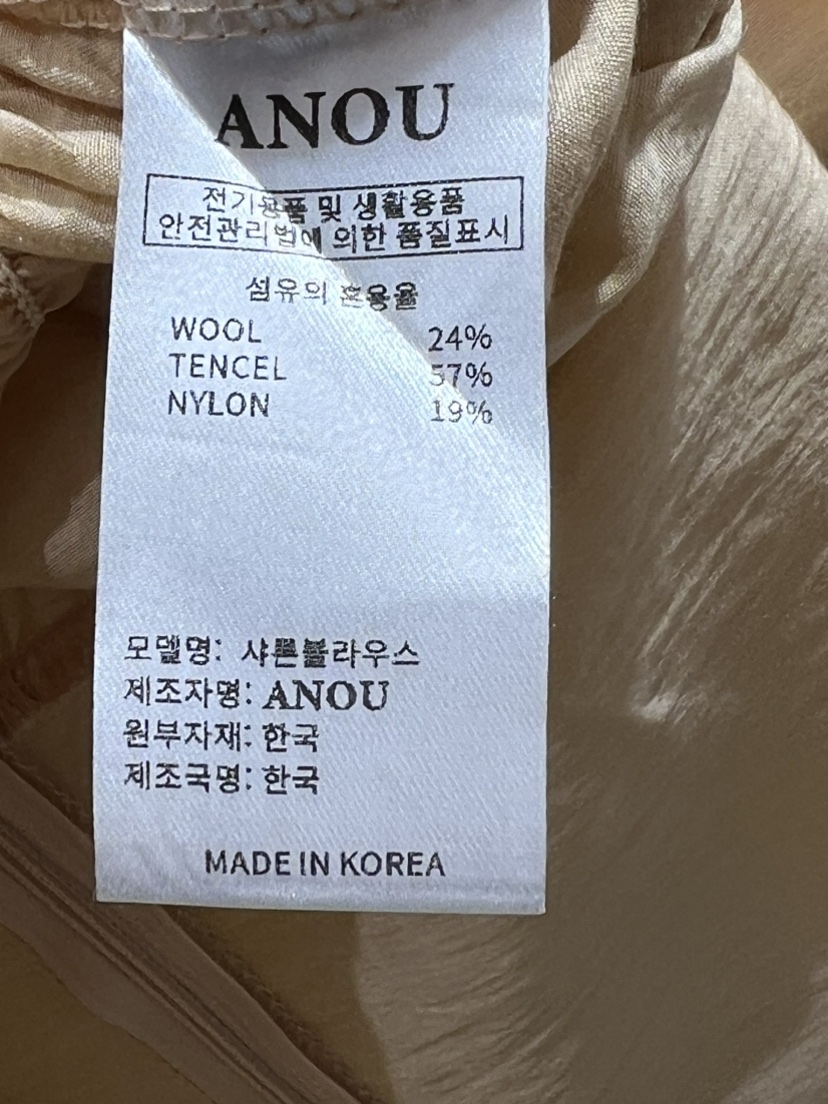 ANOU
전기용품 및 생활용품
안전관리법에 의한 품질표시
섬유의 혼용율
WOOL 24%
TENCEL 57%
NYLON 19%
모델명: 샤른블라우스
제조자명: ANOU
원부자재: 한국
제조국명: 한국
MADE IN KOREA